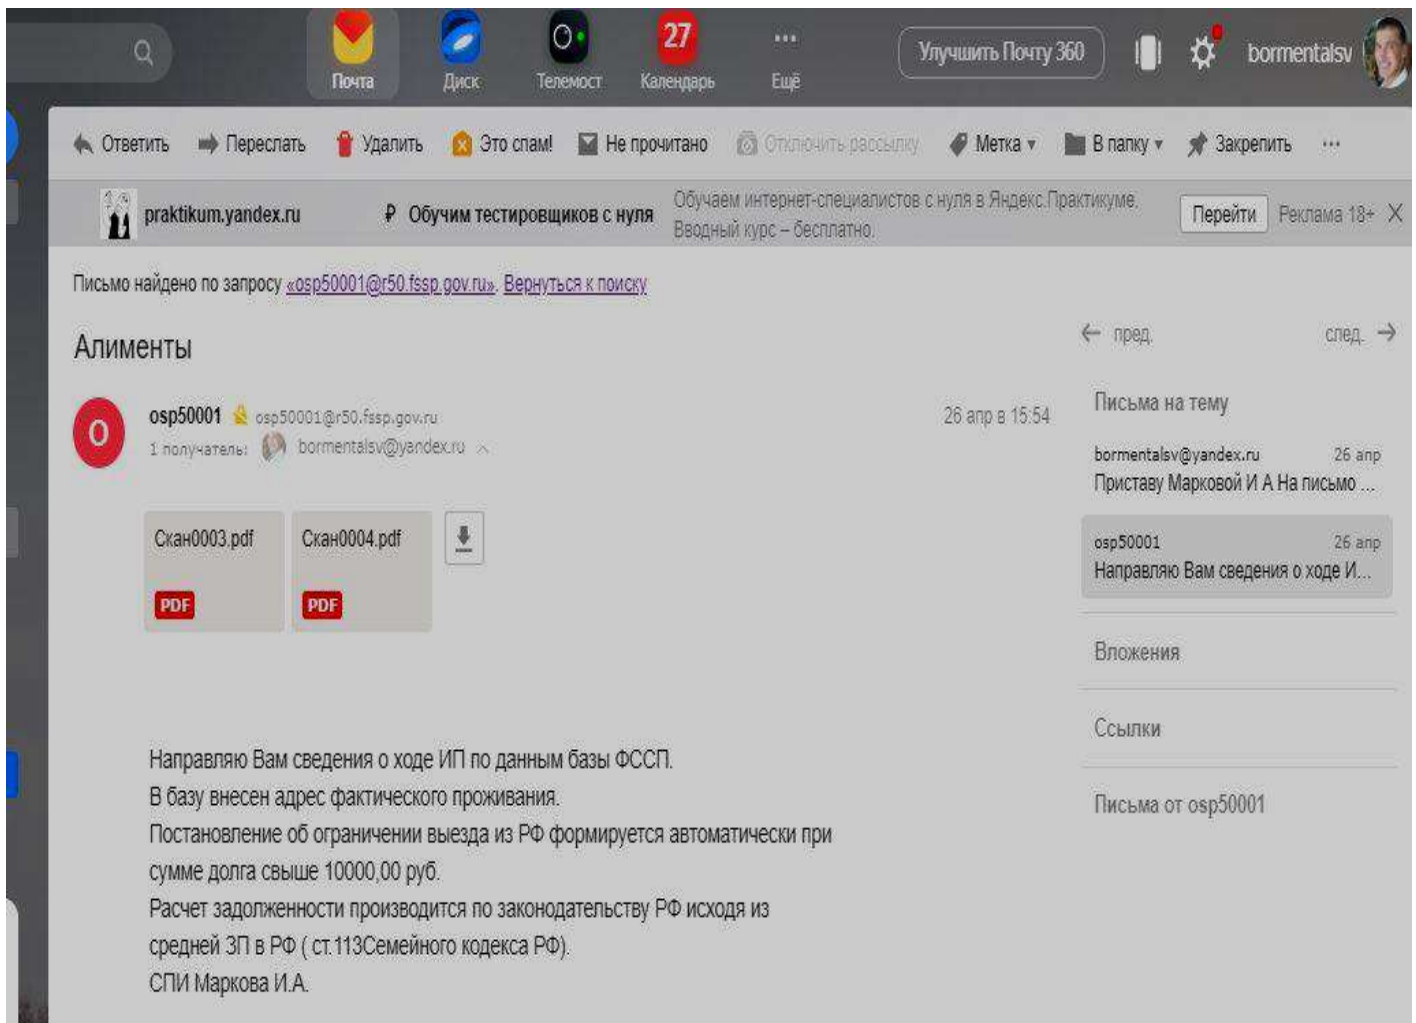 27
Почта
Диск
Телемост
Календарь
Ещё
Улучшить Почту 360
bormentalsv
Ответить
Переслать
Удалить
Это спам!
Не прочитано
Отключить рассылку
Метка
В папку
Закрепить
praktikum.yandex.ru
₽ Обучим тестировщиков с нуля
Обучаем интернет-специалистов с нуля в Яндекс.Практикуме.
Вводный курс – бесплатно.
Перейти
Реклама 18+
Письмо найдено по запросу «osp50001@r50.fssp.gov.ru». Вернуться к поиску
Алименты
O
osp50001 osp50001@r50.fssp.gov.ru
26 апр в 15:54
1 получатель: bormentalsv@yandex.ru
Скан0003.pdf
PDF
Скан0004.pdf
PDF
Направляю Вам сведения о ходе ИП по данным базы ФССП.
В базу внесен адрес фактического проживания.
Постановление об ограничении выезда из РФ формируется автоматически при
сумме долга свыше 10000,00 руб.
Расчет задолженности производится по законодательству РФ исходя из
средней ЗП в РФ ( ст.113Семейного кодекса РФ).
СПИ Маркова И.А.
← пред.
след. →
Письма на тему
bormentalsv@yandex.ru 26 апр
Приставу Марковой И А На письмо ...
osp50001 26 апр
Направляю Вам сведения о ходе И...
Вложения
Ссылки
Письма от osp50001